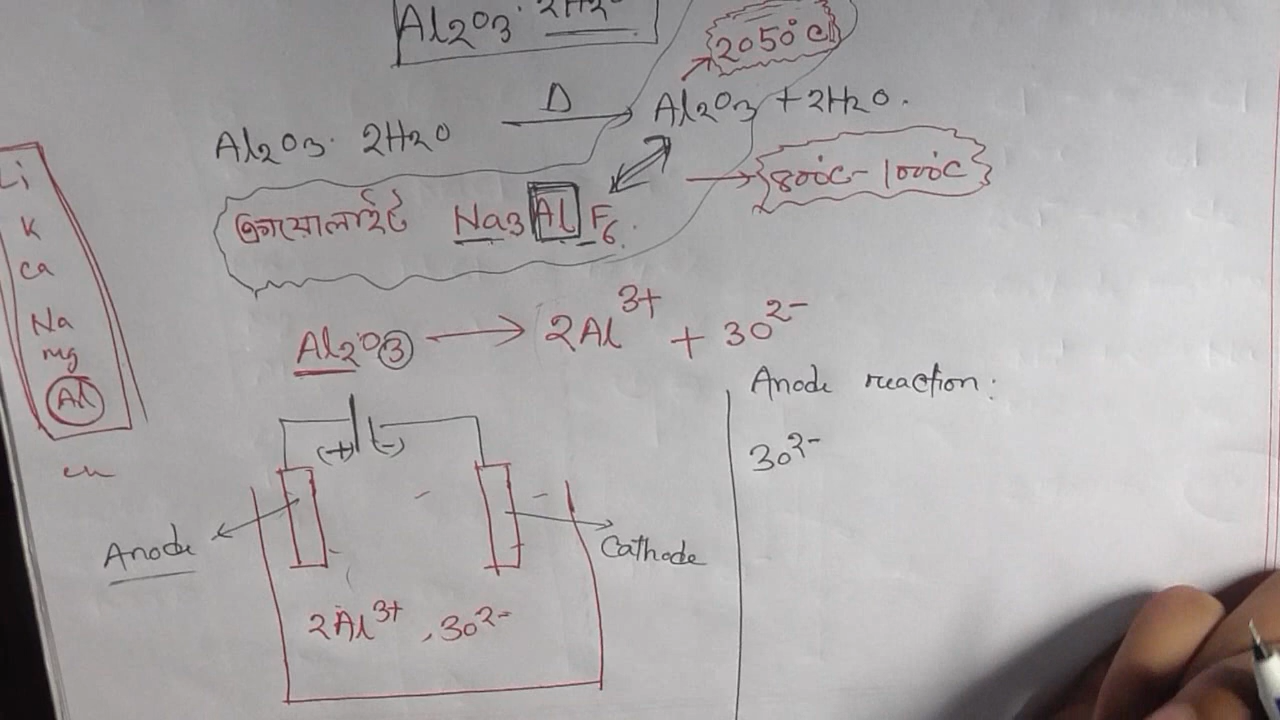 Al₂O₃·2H₂O
2050°C
Al₂O₃·2H₂O Δ→ Al₂O₃ + 2H₂O.
→ 800°C - 1000°C
ক্রায়োলাইট Na₃AlF₆.
Al₂O₃ → 2Al³⁺ + 3O²⁻
Li
K
Ca
Na
Mg
Al
Anode reaction:
3O²⁻
(+) (-)
Anode
Cathode
2Al³⁺, 3O²⁻